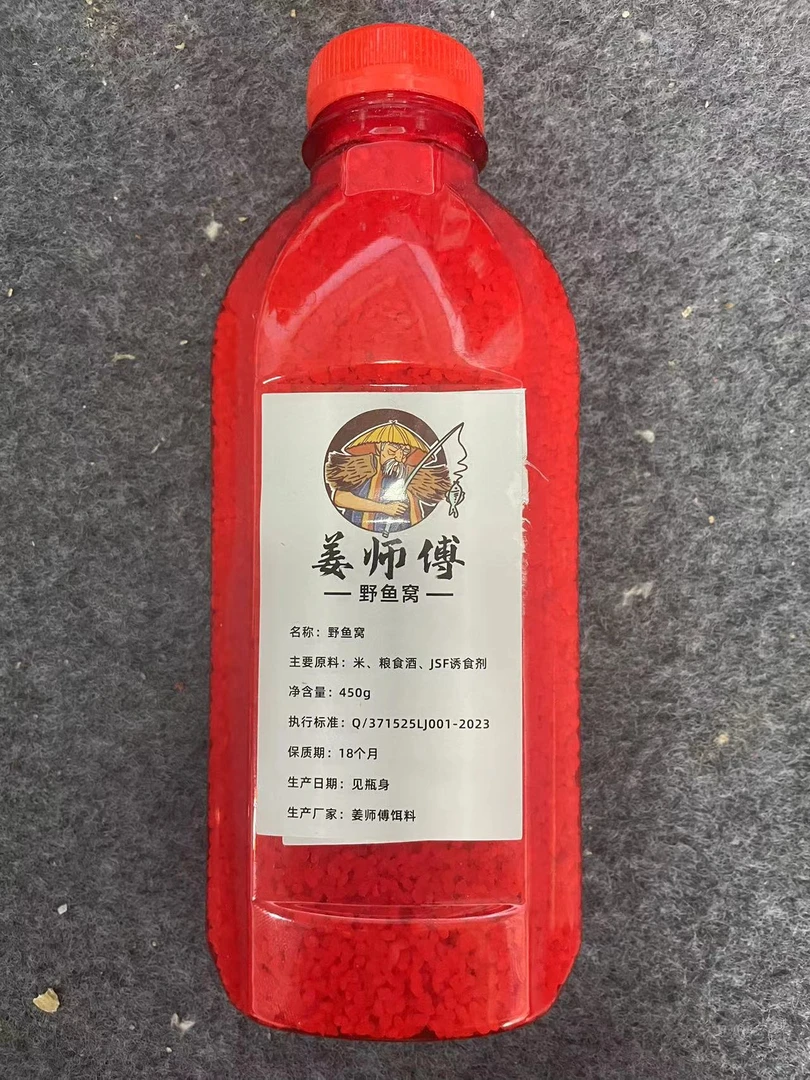 姜师傅
野鱼窝
名称：野鱼窝
主要原料：米、粮食酒、JSF诱食剂
净含量：450g
执行标准：Q/371525LJ001-2023
保质期：18个月
生产日期：见瓶身
生产厂家：姜师傅饵料